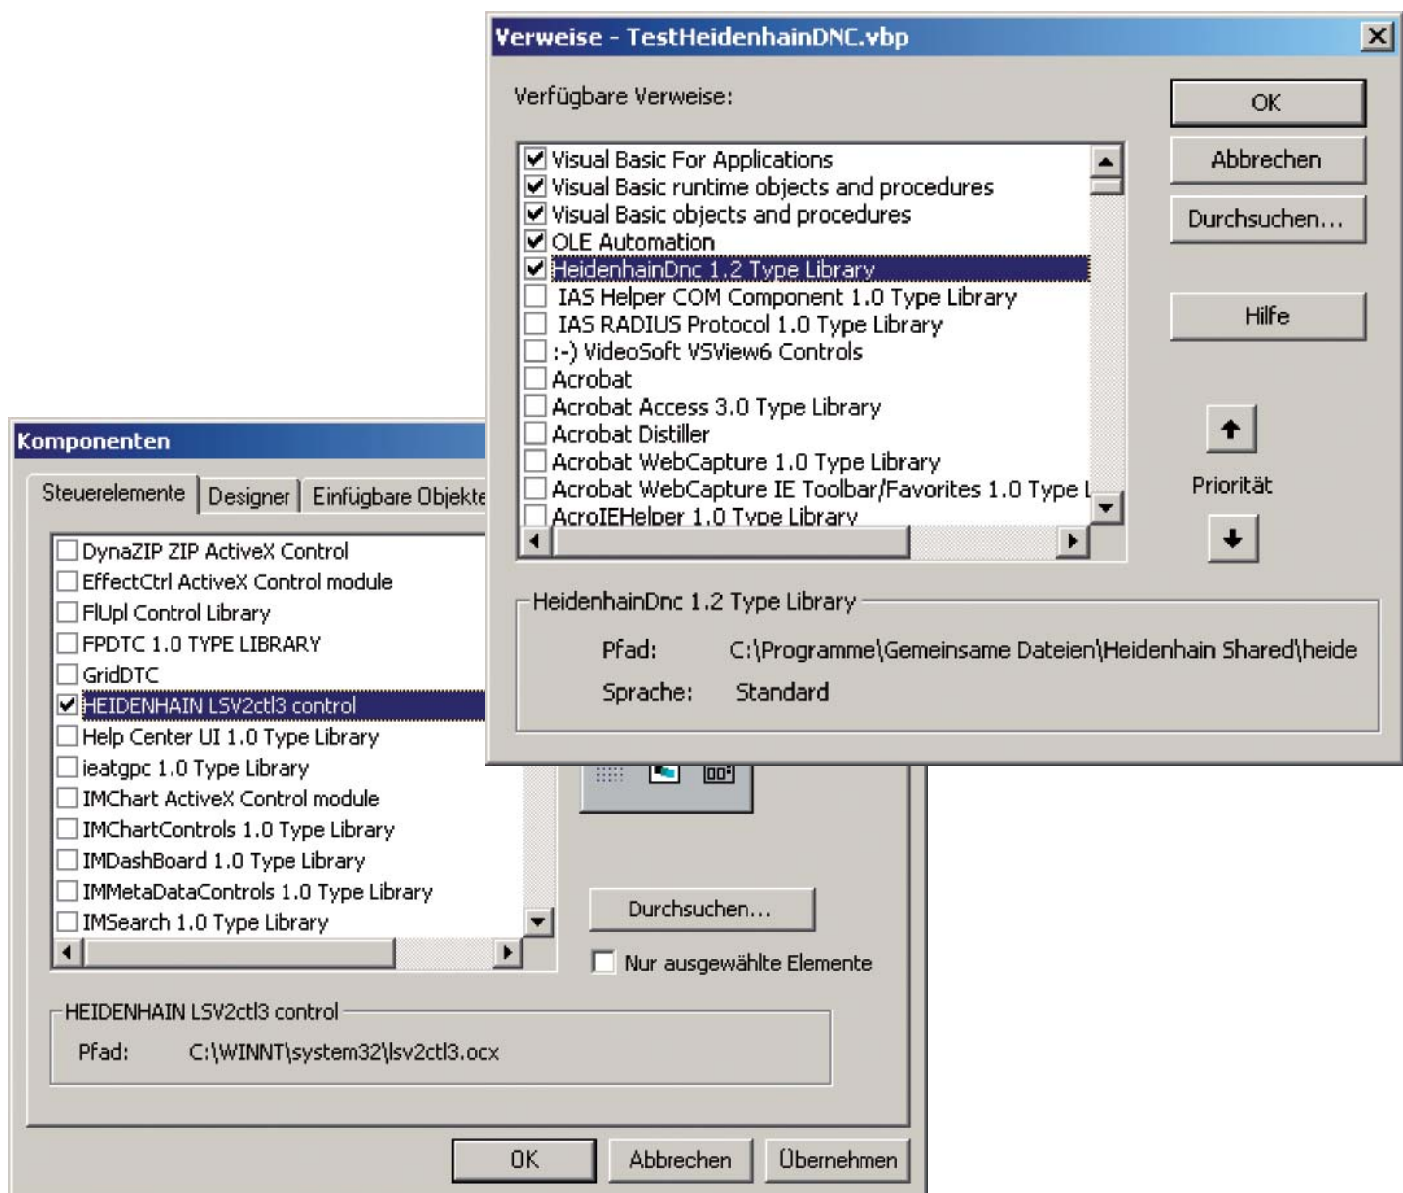 Verweise - TestHeidenhainDNC.vbp
Verfügbare Verweise:
Visual Basic For Applications
Visual Basic runtime objects and procedures
Visual Basic objects and procedures
OLE Automation
HeidenhainDnc 1.2 Type Library
IAS Helper COM Component 1.0 Type Library
IAS RADIUS Protocol 1.0 Type Library
:-) VideoSoft VSView6 Controls
Acrobat
Acrobat Access 3.0 Type Library
Acrobat Distiller
Acrobat WebCapture 1.0 Type Library
Acrobat WebCapture IE Toolbar/Favorites 1.0 Type L
AcroIEHelper 1.0 Type Library
OK
Abbrechen
Durchsuchen...
Hilfe
Priorität
HeidenhainDnc 1.2 Type Library
Pfad: C:\Programme\Gemeinsame Dateien\Heidenhain Shared\heide
Sprache: Standard
Komponenten
Steuerelemente Designer Einfügbare Objekte
DynaZIP ZIP ActiveX Control
EffectCtrl ActiveX Control module
FlUpl Control Library
FPDTC 1.0 TYPE LIBRARY
GridDTC
HEIDENHAIN LSV2ctl3 control
Help Center UI 1.0 Type Library
ieatgpc 1.0 Type Library
IMChart ActiveX Control module
IMChartControls 1.0 Type Library
IMDashBoard 1.0 Type Library
IMMetaDataControls 1.0 Type Library
IMSearch 1.0 Type Library
Durchsuchen...
Nur ausgewählte Elemente
HEIDENHAIN LSV2ctl3 control
Pfad: C:\WINNT\system32\lsv2ctl3.ocx
OK Abbrechen Übernehmen